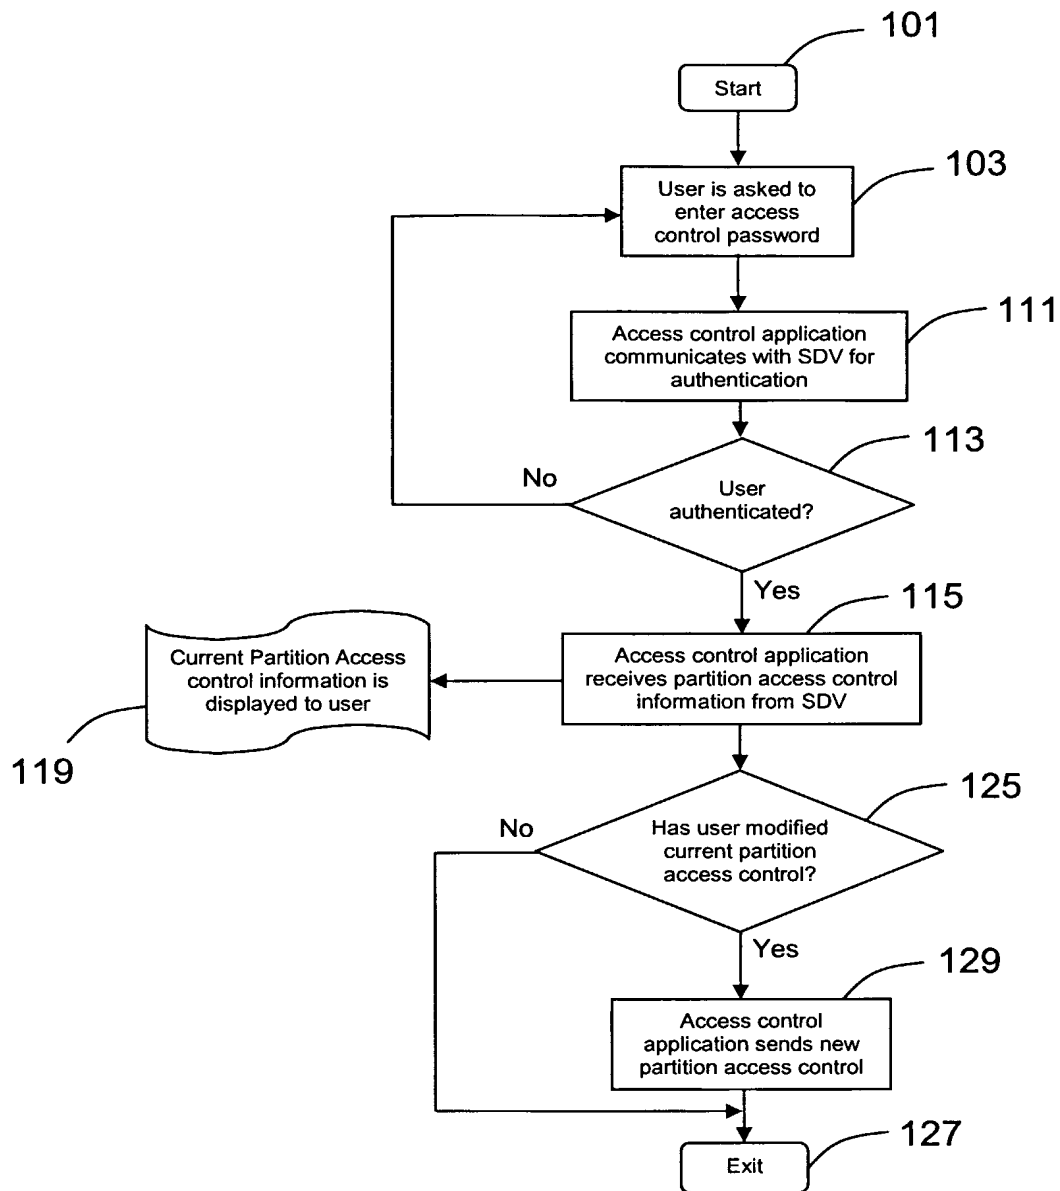 101
Start
103
User is asked to
enter access
control password
111
Access control application
communicates with SDV for
authentication
113
No
User
authenticated?
Yes
115
Access control application
receives partition access control
information from SDV
Current Partition Access
control information is
displayed to user
119
125
No
Has user modified
current partition
access control?
Yes
129
Access control
application sends new
partition access control
127
Exit